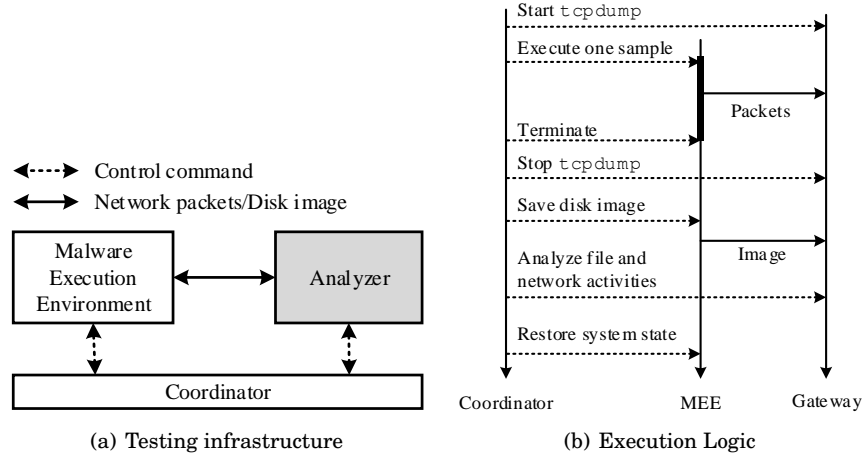 Control command
Network packets/Disk image
Malware
Execution
Environment
Analyzer
Coordinator
(a) Testing infrastructure
Start tcpdump
Execute one sample
Packets
Terminate
Stop tcpdump
Save disk image
Image
Analyze file and
network activities
Restore system state
Coordinator MEE Gateway
(b) Execution Logic